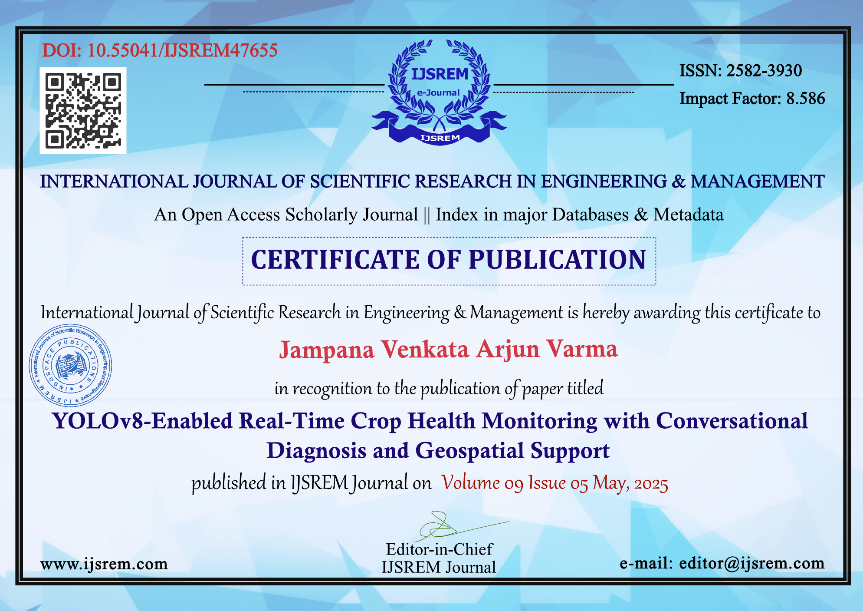 DOI: 10.55041/IJSREM47655
IJSREM
e-Journal
IJSREM
ISSN: 2582-3930
Impact Factor: 8.586
INTERNATIONAL JOURNAL OF SCIENTIFIC RESEARCH IN ENGINEERING & MANAGEMENT
An Open Access Scholarly Journal || Index in major Databases & Metadata
CERTIFICATE OF PUBLICATION
International Journal of Scientific Research in Engineering & Management is hereby awarding this certificate to
Jampana Venkata Arjun Varma
in recognition to the publication of paper titled
YOLOv8-Enabled Real-Time Crop Health Monitoring with Conversational
Diagnosis and Geospatial Support
published in IJSREM Journal on Volume 09 Issue 05 May, 2025
Editor-in-Chief
IJSREM Journal
www.ijsrem.com
e-mail: editor@ijsrem.com